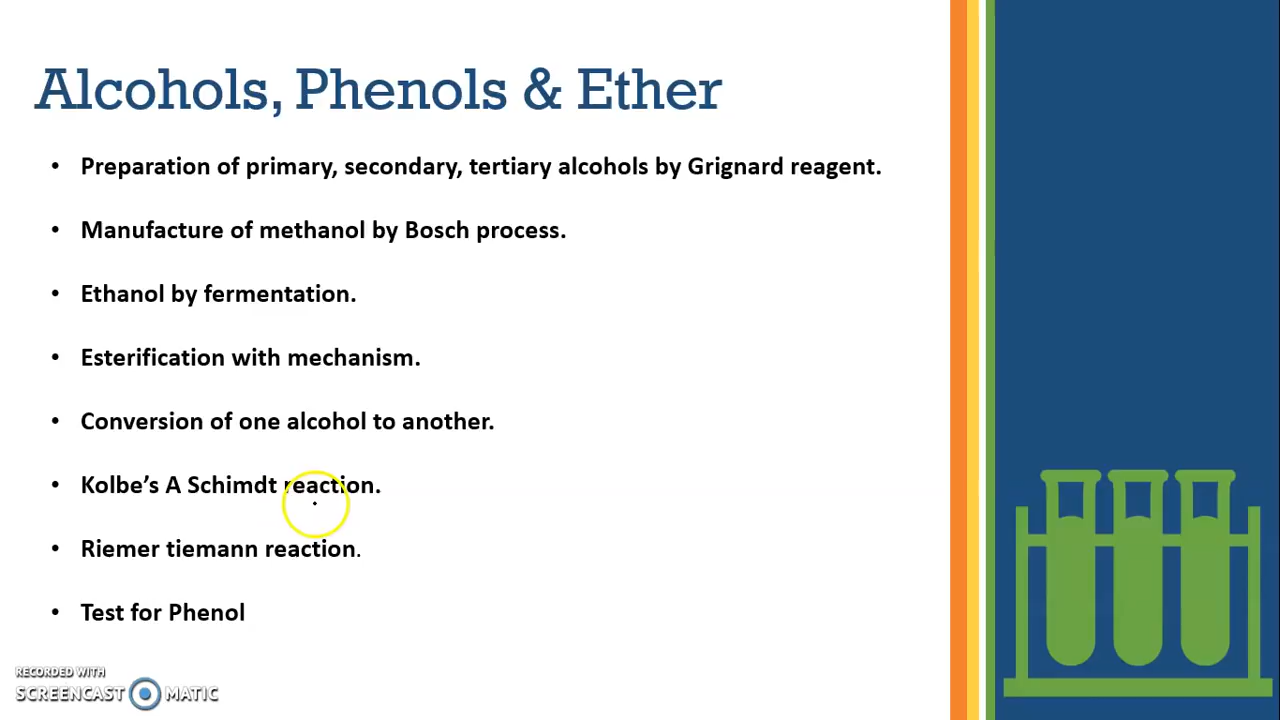 Alcohols, Phenols & Ether
• Preparation of primary, secondary, tertiary alcohols by Grignard reagent.
• Manufacture of methanol by Bosch process.
• Ethanol by fermentation.
• Esterification with mechanism.
• Conversion of one alcohol to another.
• Kolbe’s A Schimdt reaction.
• Riemer tiemann reaction.
• Test for Phenol
RECORDED WITH
SCREENCAST MATIC